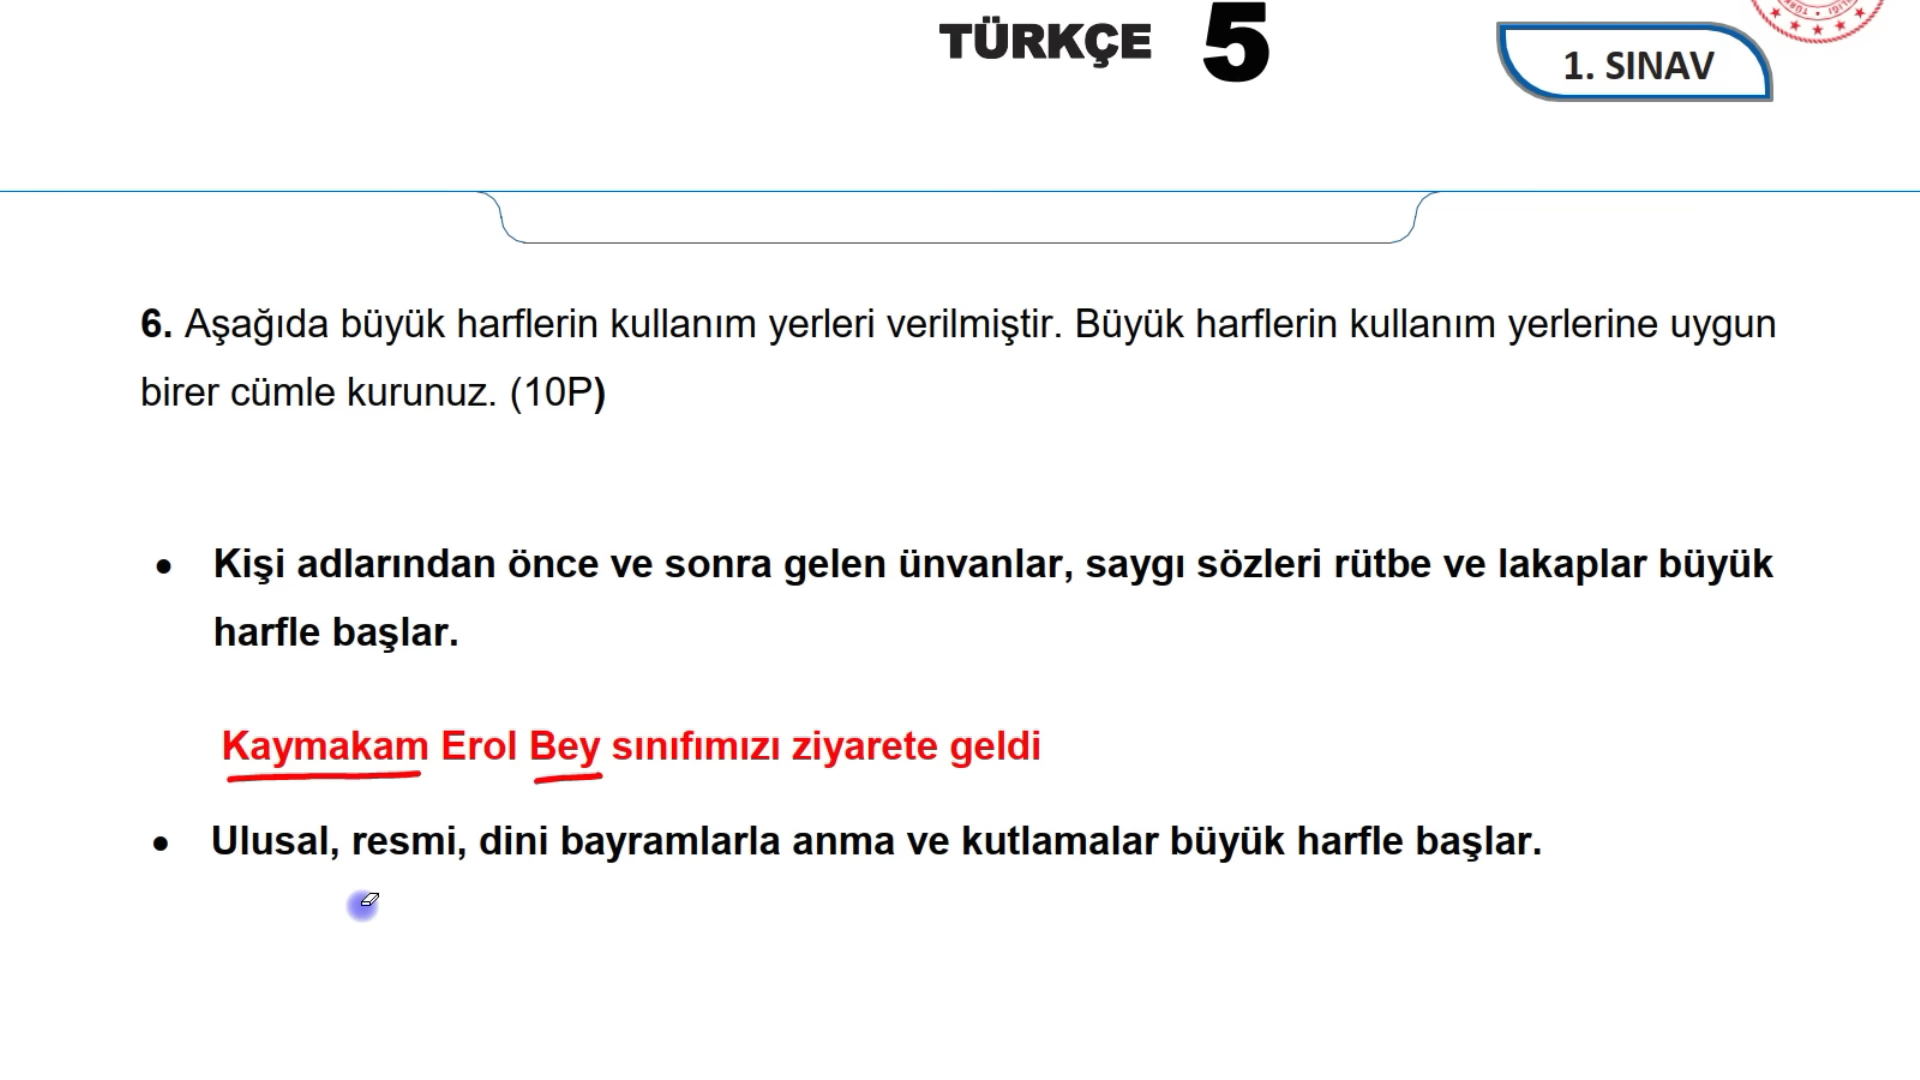 TÜRKÇE 5
1. SINAV
6. Aşağıda büyük harflerin kullanım yerleri verilmiştir. Büyük harflerin kullanım yerlerine uygun
birer cümle kurunuz. (10P)
• Kişi adlarından önce ve sonra gelen ünvanlar, saygı sözleri rütbe ve lakaplar büyük
harfle başlar.
Kaymakam Erol Bey sınıfımızı ziyarete geldi
• Ulusal, resmi, dini bayramlarla anma ve kutlamalar büyük harfle başlar.